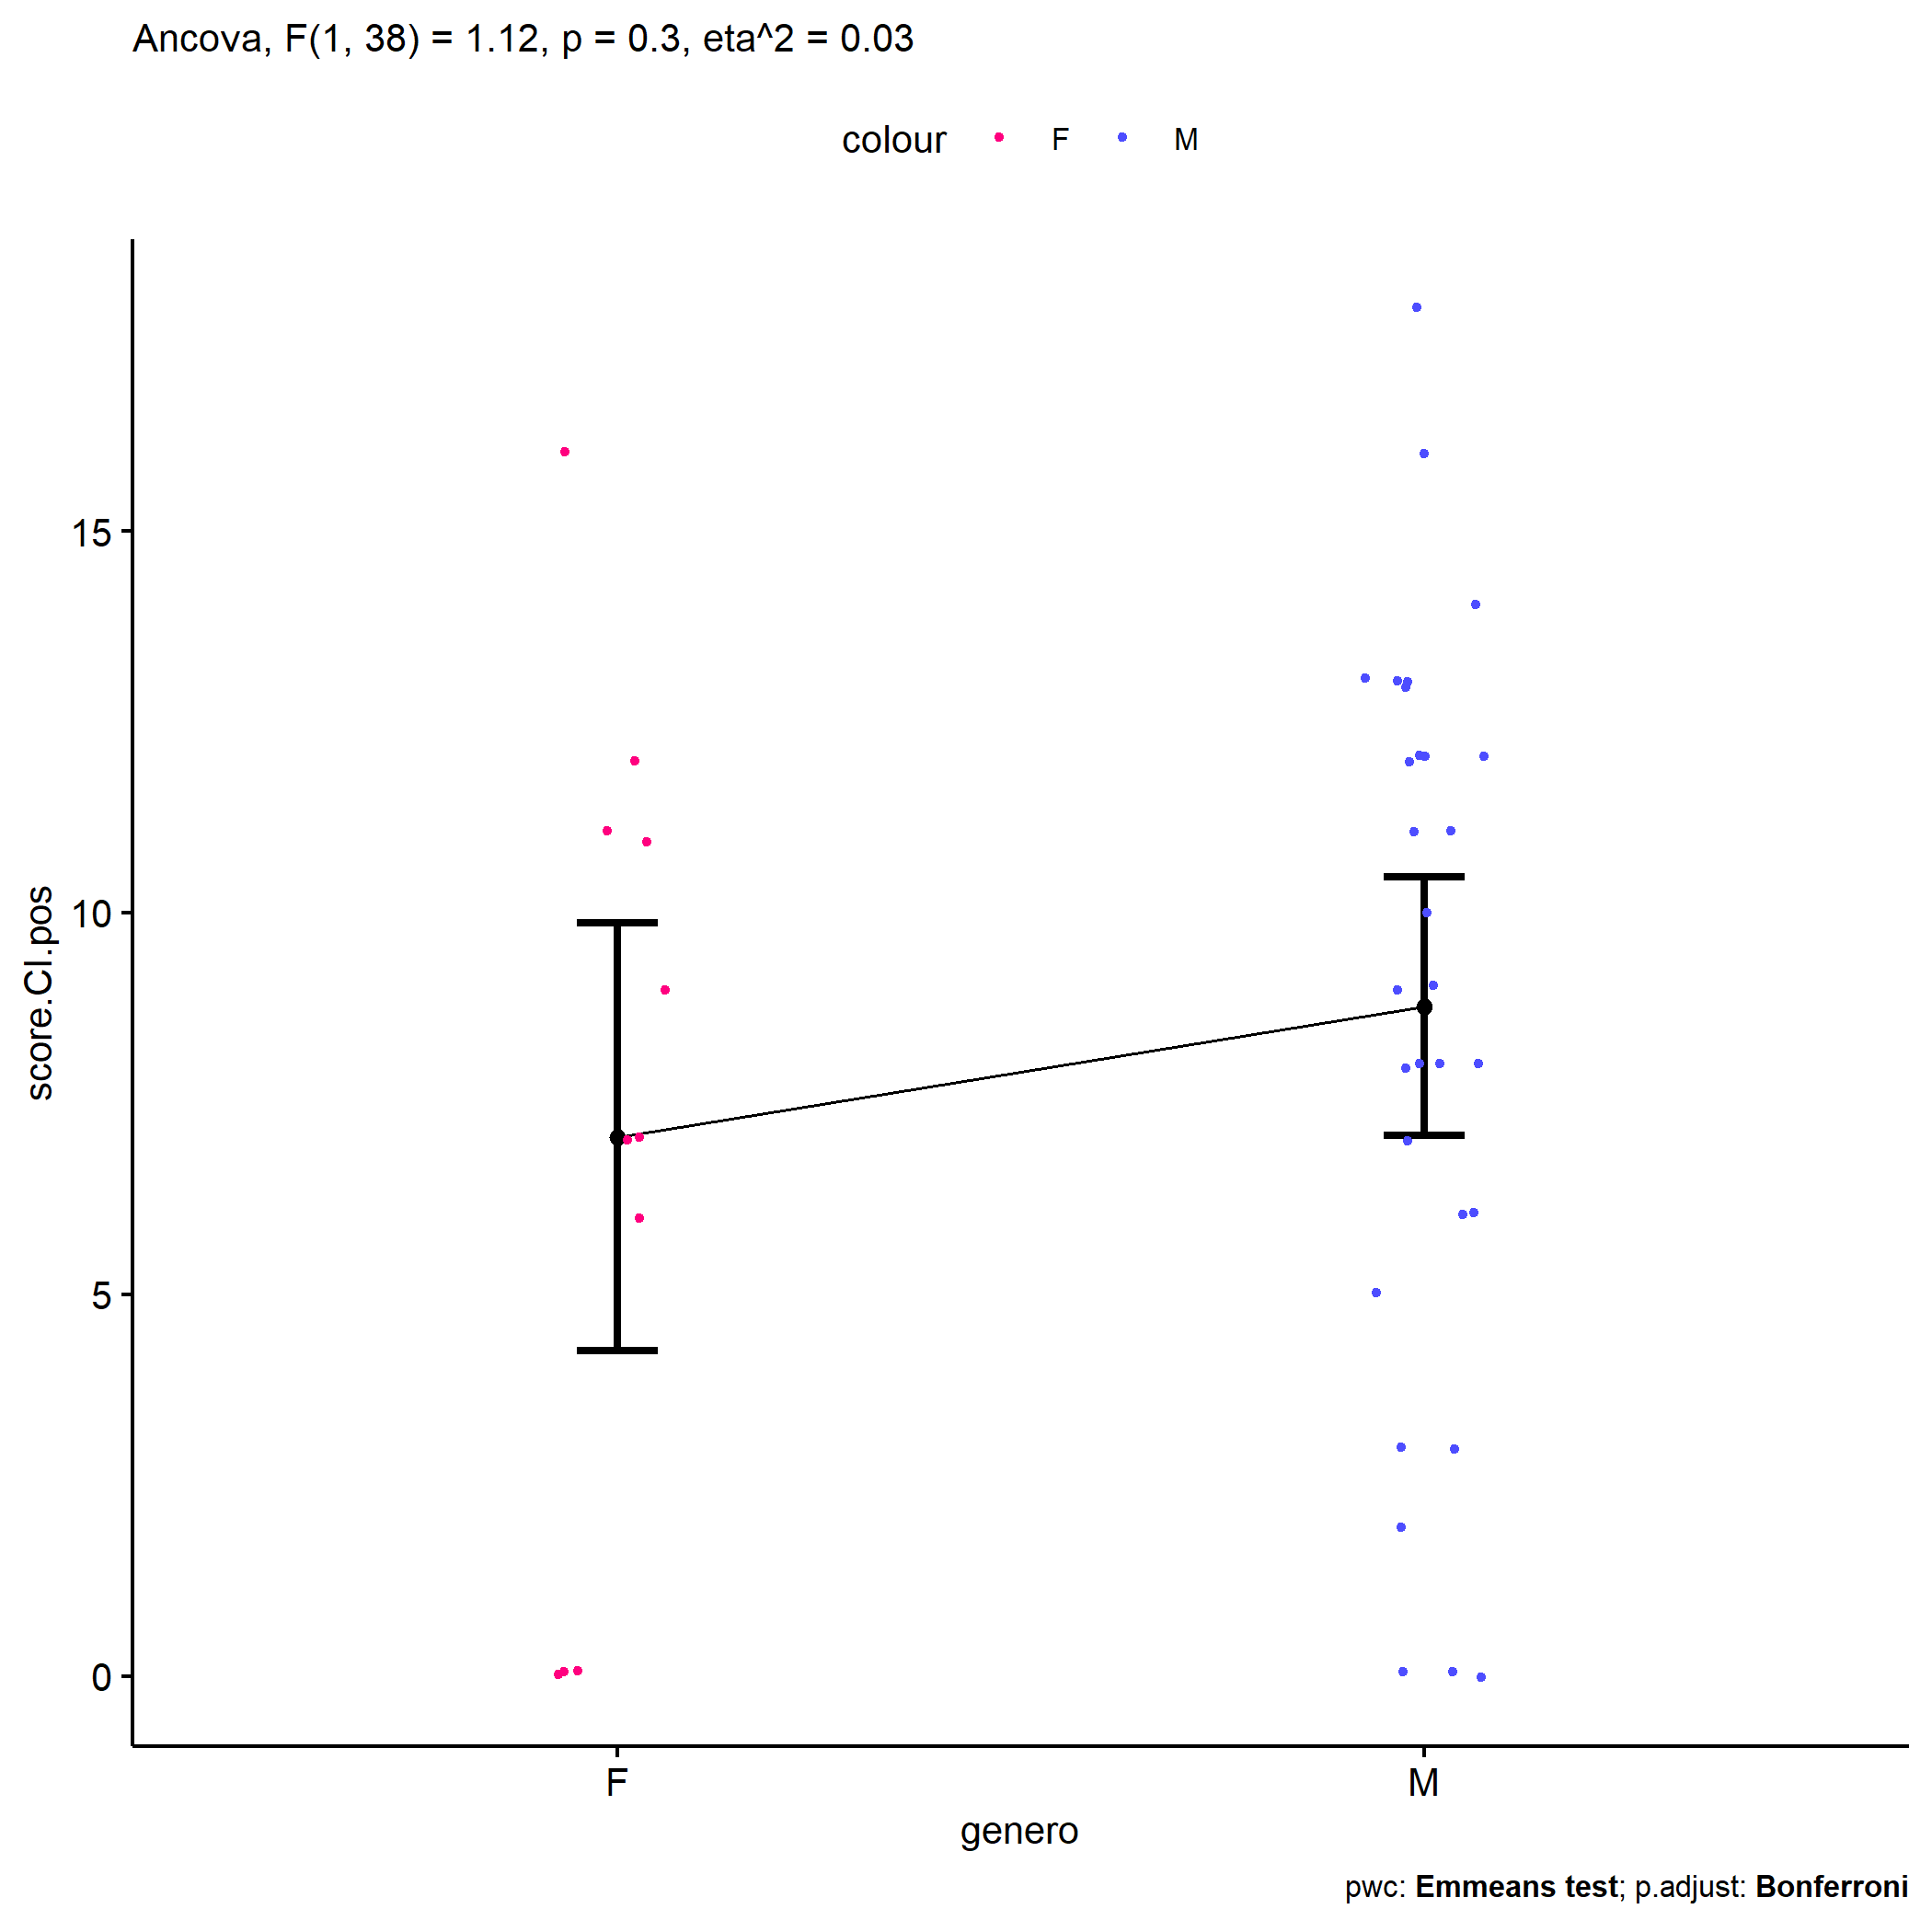 Ancova, F(1, 38) = 1.12, p = 0.3, eta^2 = 0.03
colour F M
15
10
5
0
score.CI.pos
F M
genero
pwc: Emmeans test; p.adjust: Bonferroni